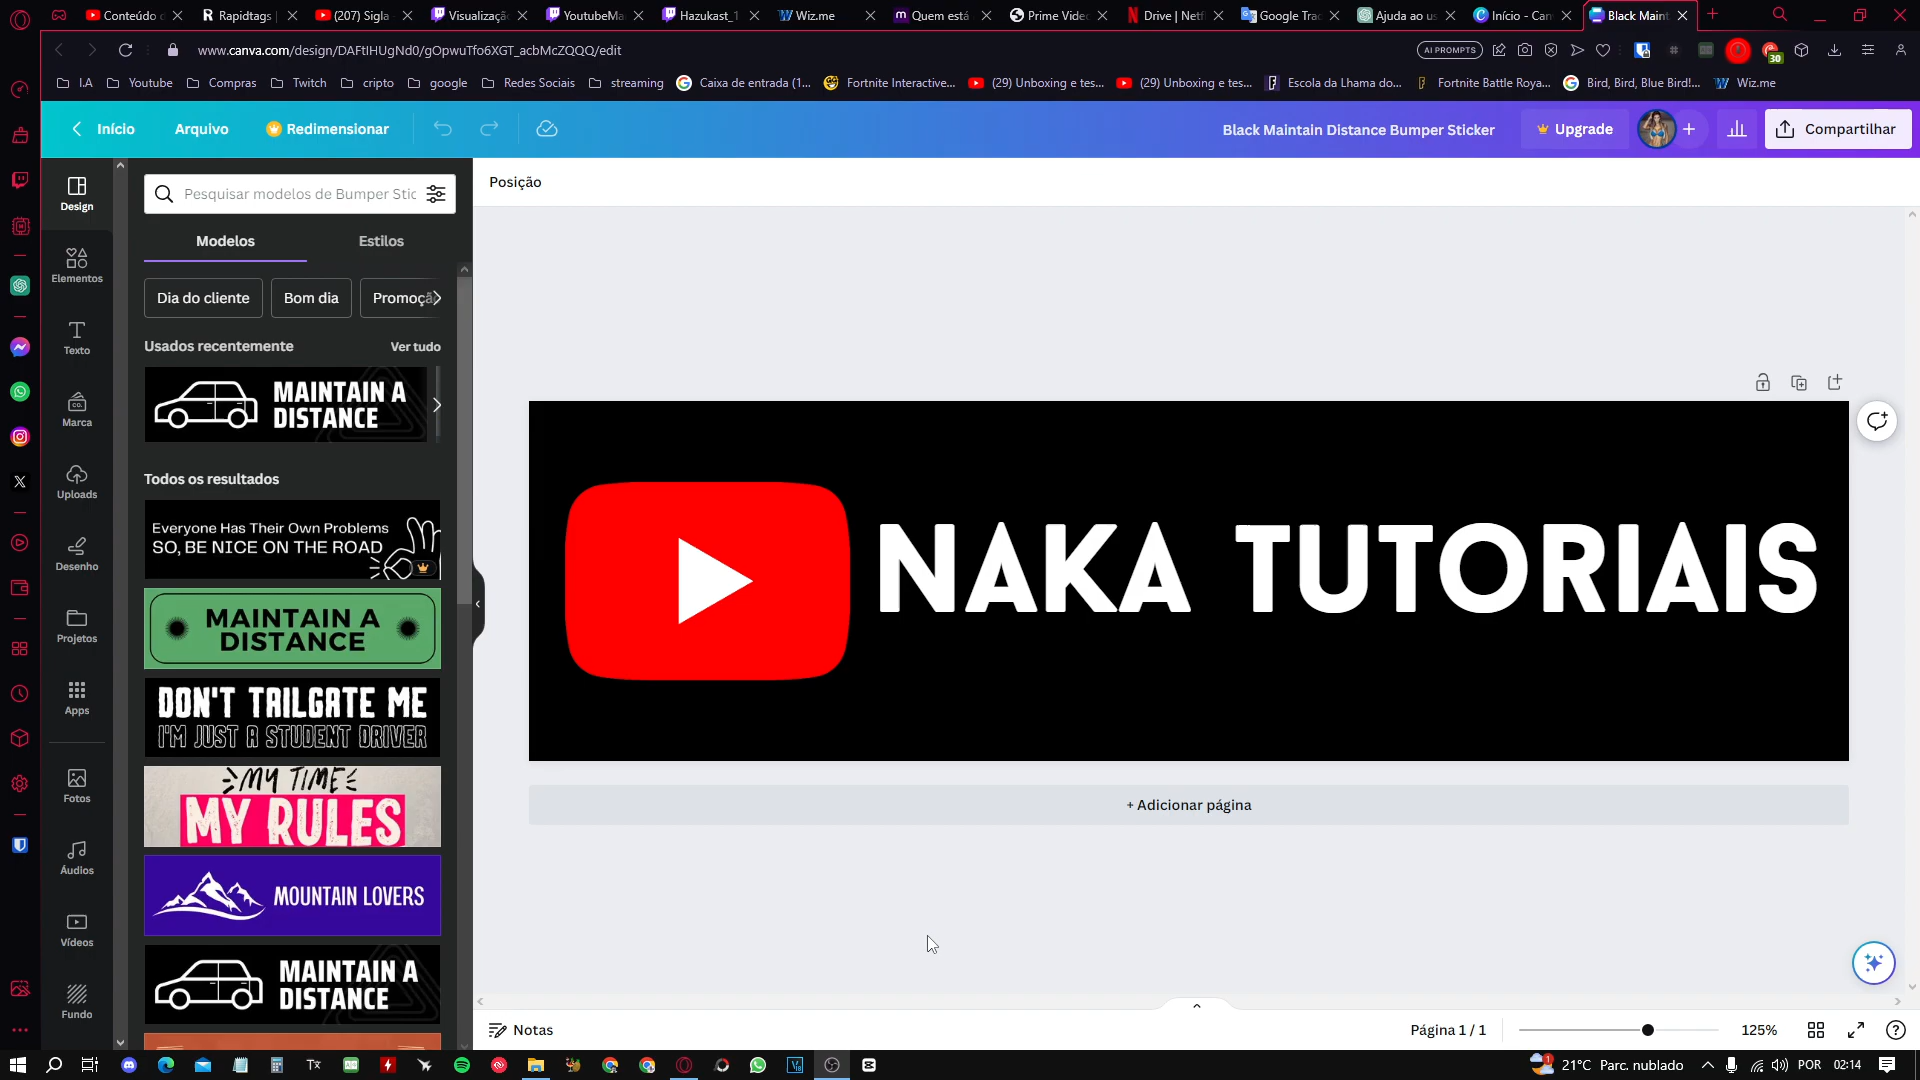 Conteúdo d
Rapidtags |
(207) Sigla -
Visualizaçã
YoutubeMa
Hazukast_1
Wiz.me
Quem está
Prime Vide
Drive | Netf
Google Trac
Ajuda ao us
Início - Can
Black Maint
www.canva.com/design/DAFtIHUgNd0/gOpwuTfo6XGT_acbMcZQQQ/edit
AI PROMPTS
30
I.A
Youtube
Compras
Twitch
cripto
google
Redes Sociais
streaming
Caixa de entrada (1...
Fortnite Interactive...
(29) Unboxing e tes...
(29) Unboxing e tes...
Escola da Lhama do...
Fortnite Battle Roya...
Bird, Bird, Blue Bird!...
Wiz.me
Início
Arquivo
Redimensionar
Black Maintain Distance Bumper Sticker
Upgrade
Compartilhar
Design
Elementos
Texto
Marca
Uploads
Desenho
Projetos
Apps
Fotos
Áudios
Vídeos
Fundo
Pesquisar modelos de Bumper Stic
Modelos
Estilos
Dia do cliente
Bom dia
Promoçã
Usados recentemente
Ver tudo
MAINTAIN A
DISTANCE
Todos os resultados
Everyone Has Their Own Problems
SO, BE NICE ON THE ROAD
MAINTAIN A
DISTANCE
DON'T TAILGATE ME
I'M JUST A STUDENT DRIVER
MY TIME
MY RULES
MOUNTAIN LOVERS
MAINTAIN A
DISTANCE
Posição
NAKA TUTORIAIS
+ Adicionar página
Notas
Página 1 / 1
125%
21°C Parc. nublado
POR
02:14